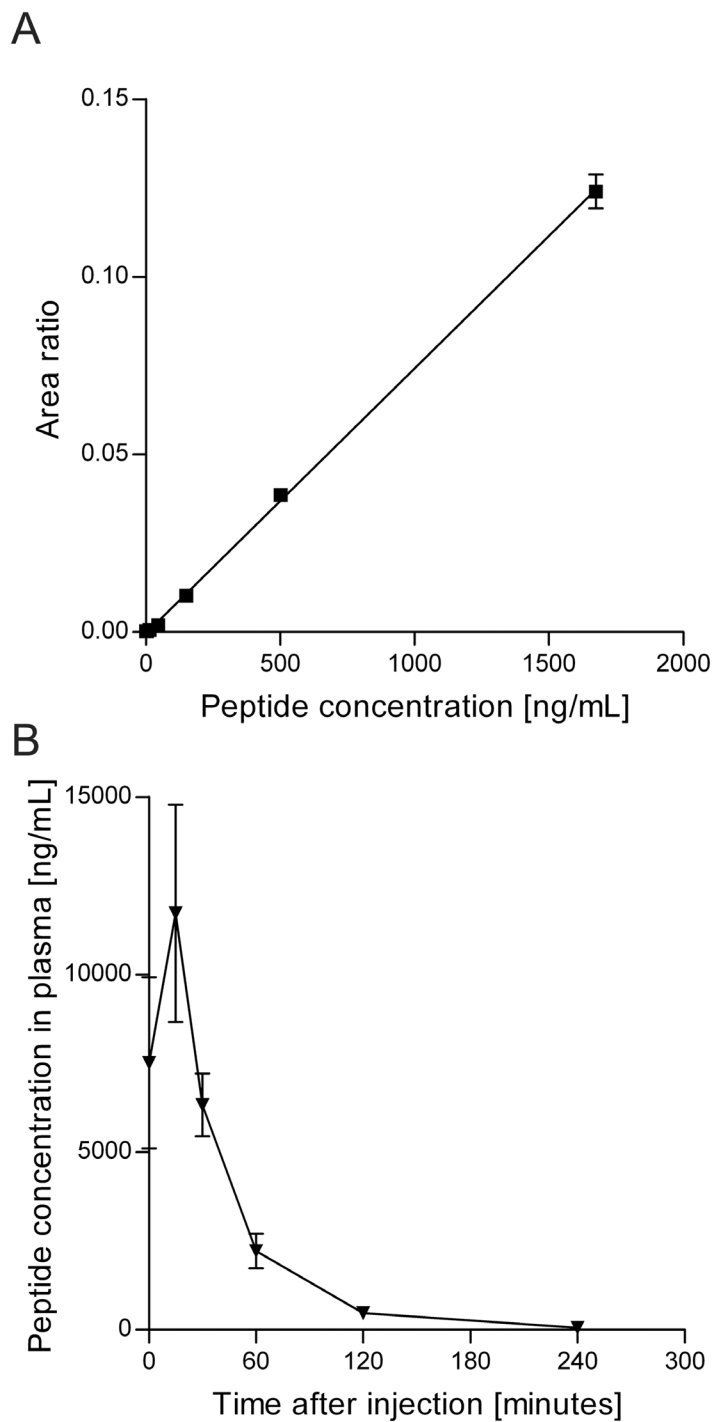 A
0.15
0.10
0.05
0.00
Area ratio
0 500 1000 1500 2000
Peptide concentration [ng/mL]
B
15000
10000
5000
0
Peptide concentration in plasma [ng/mL]
0 60 120 180 240 300
Time after injection [minutes]